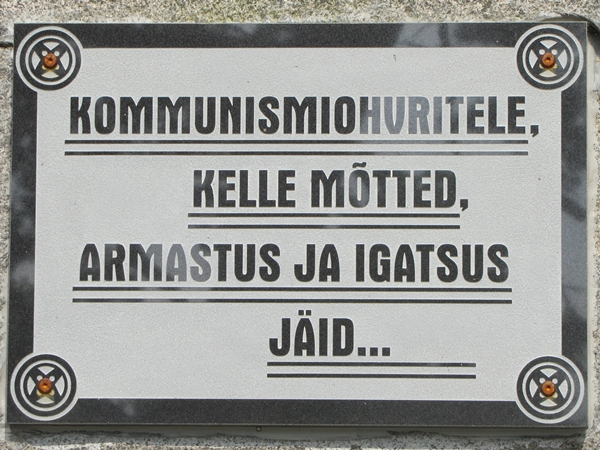 KOMMUNISMIOHVRITELE,
KELLE MÕTTED,
ARMASTUS JA IGATSUS
JÄID...